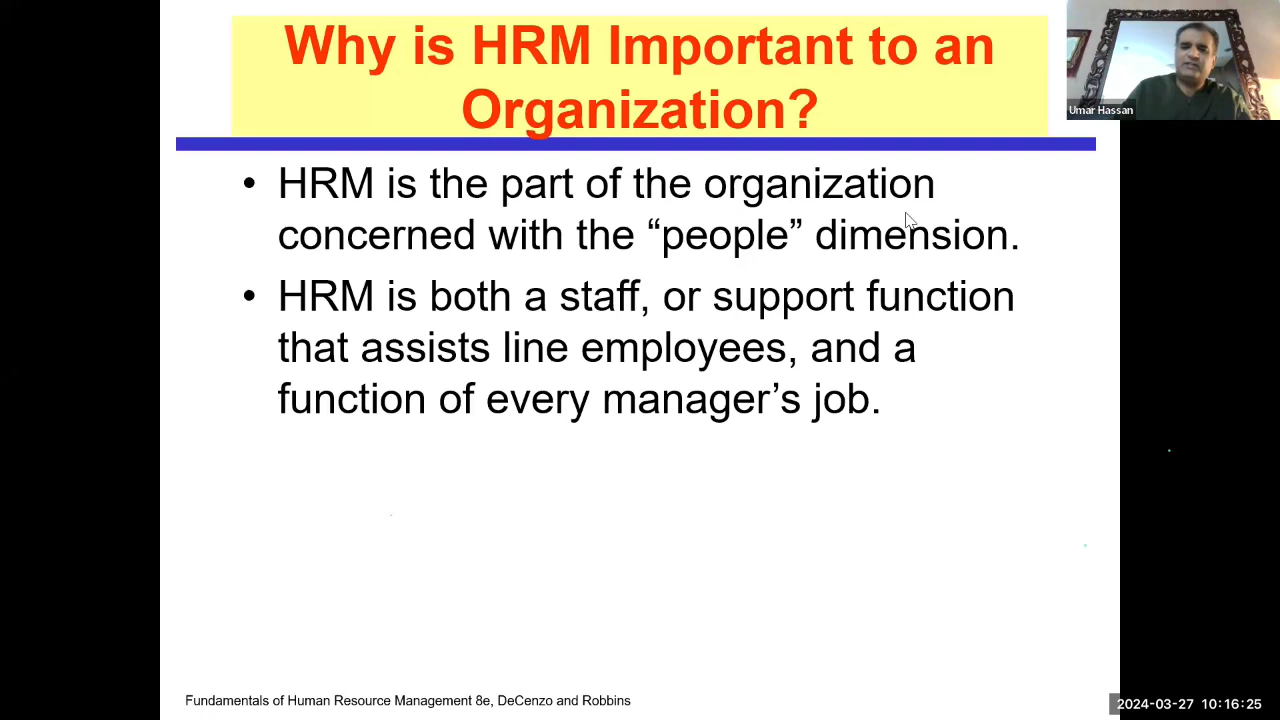 Why is HRM Important to an
Organization?
Umar Hassan
• HRM is the part of the organization
concerned with the “people” dimension.
• HRM is both a staff, or support function
that assists line employees, and a
function of every manager’s job.
Fundamentals of Human Resource Management 8e, DeCenzo and Robbins
2024-03-27 10:16:25